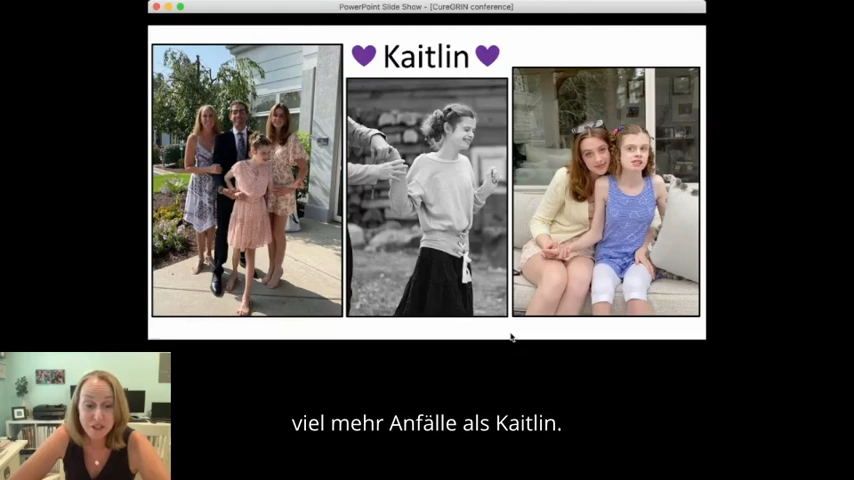 PowerPoint Slide Show - [CureGRIN conference]
Kaitlin
viel mehr Anfälle als Kaitlin.